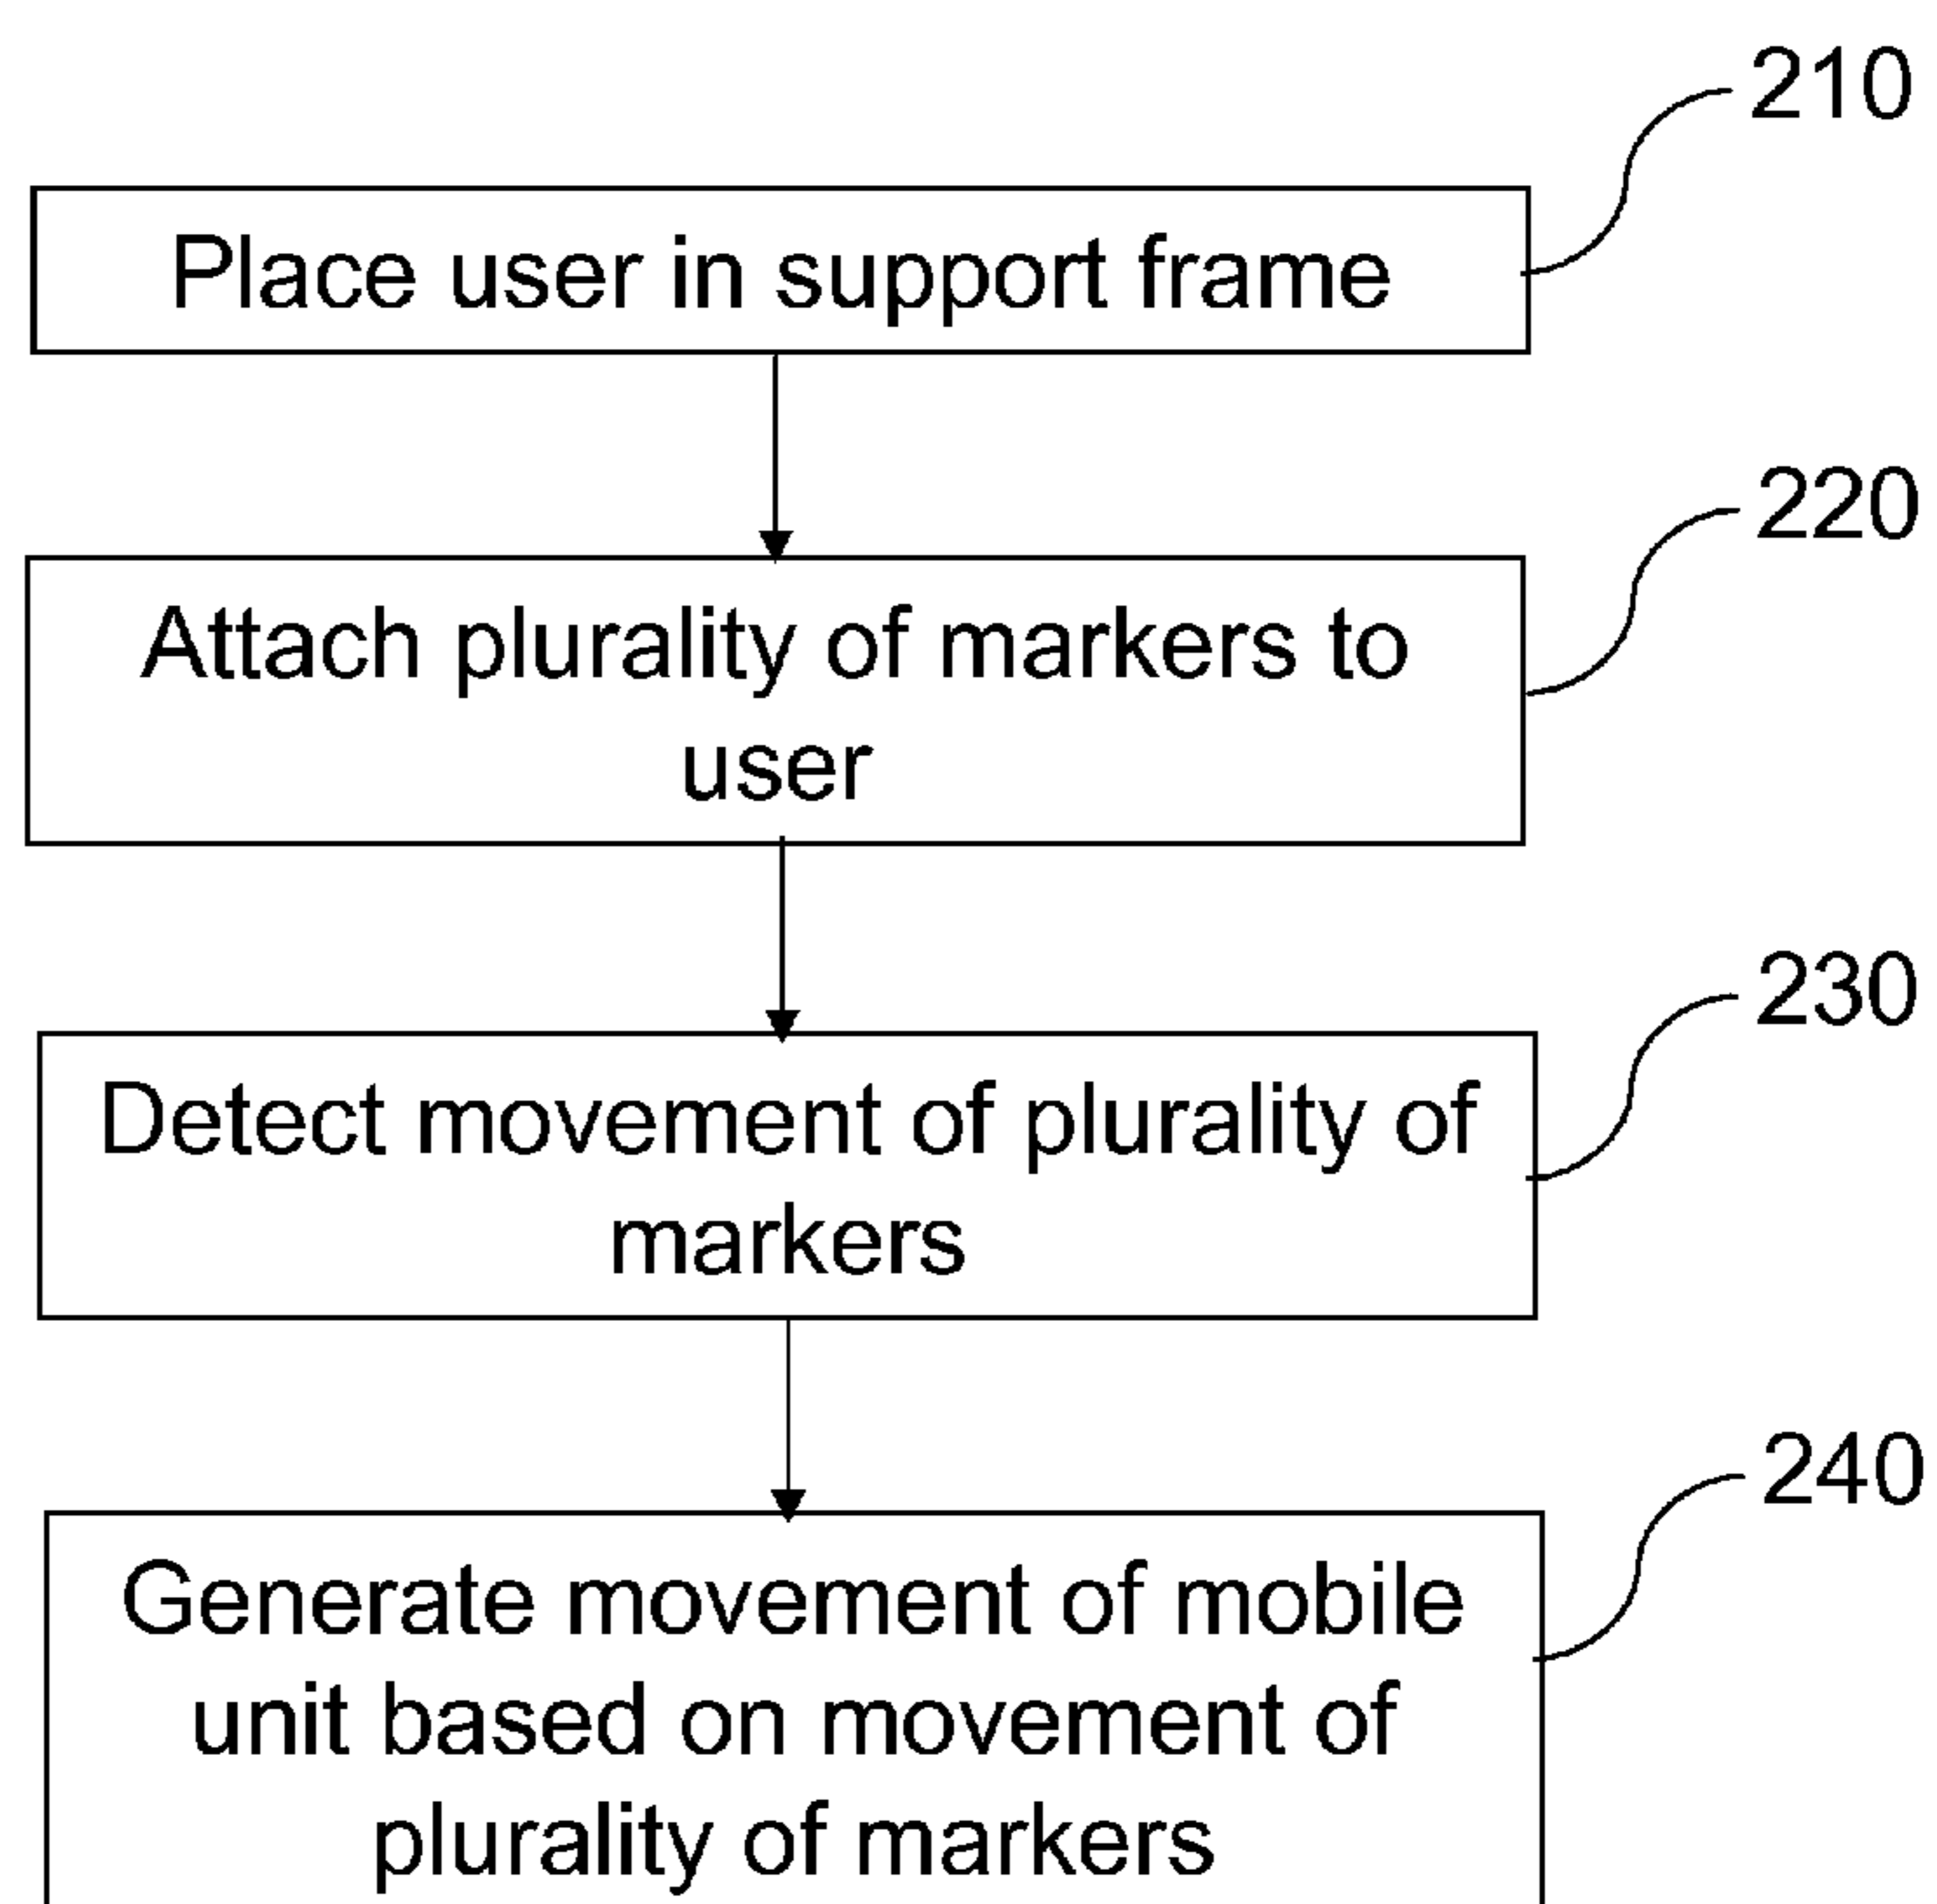 210
Place user in support frame
220
Attach plurality of markers to
user
230
Detect movement of plurality of
markers
240
Generate movement of mobile
unit based on movement of
plurality of markers